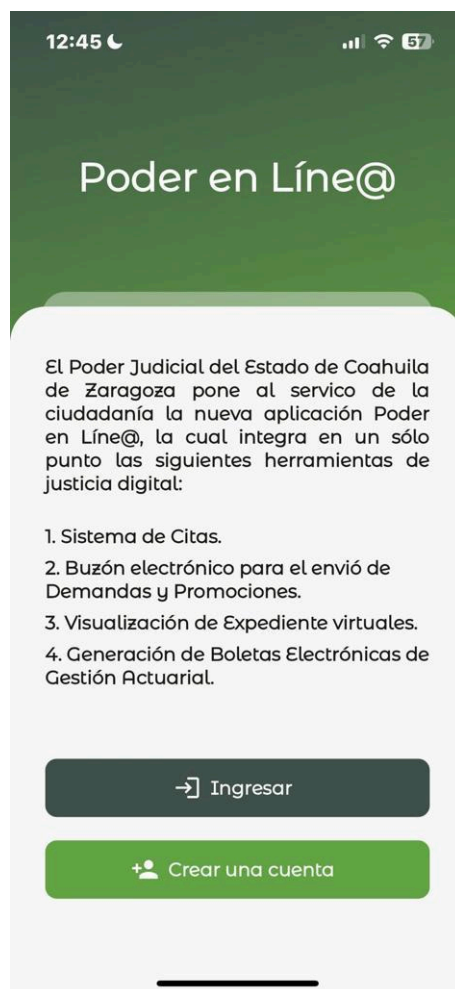 12:45
57
Poder en Líne@
El Poder Judicial del Estado de Coahuila
de Zaragoza pone al servico de la
ciudadanía la nueva aplicación Poder
en Líne@, la cual integra en un sólo
punto las siguientes herramientas de
justicia digital:
1. Sistema de Citas.
2. Buzón electrónico para el envió de
Demandas y Promociones.
3. Visualización de Expediente virtuales.
4. Generación de Boletas Electrónicas de
Gestión Actuarial.
Ingresar
Crear una cuenta